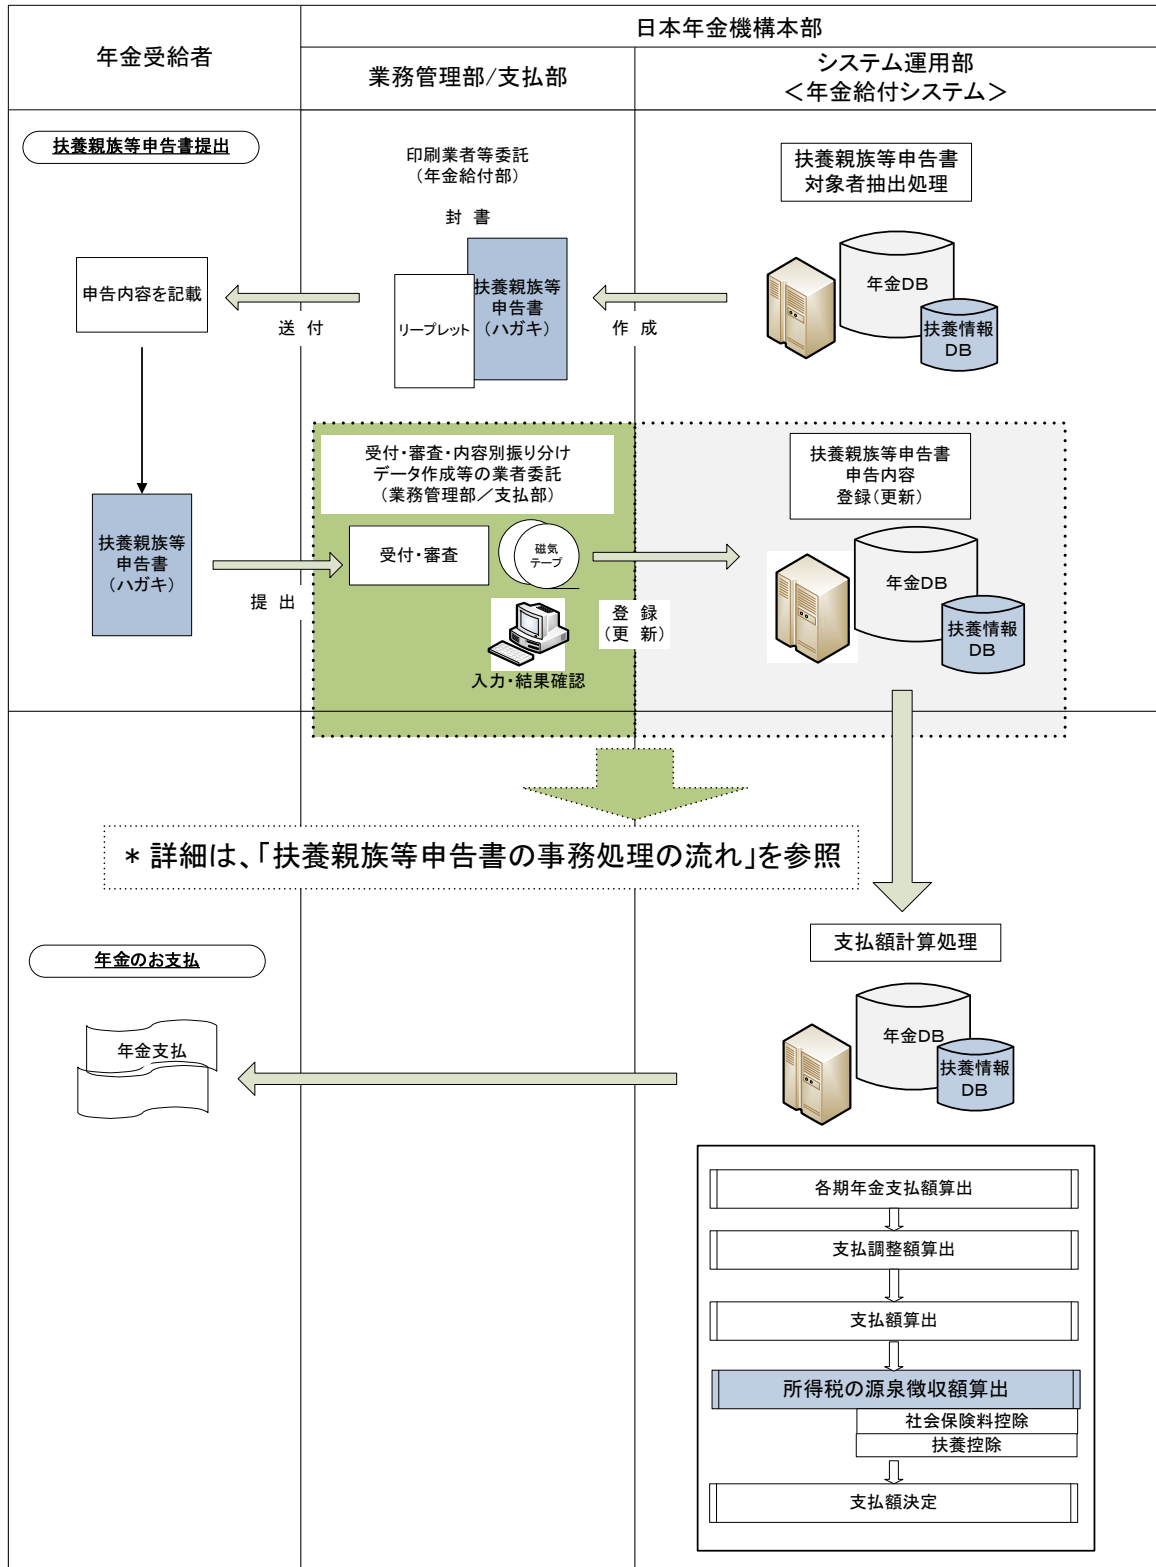 年金受給者
日本年金機構本部
業務管理部/支払部
システム運用部
＜年金給付システム＞
扶養親族等申告書提出
印刷業者等委託
（年金給付部）
封 書
扶養親族等申告書
対象者抽出処理
申告内容を記載
送 付
リープレット
扶養親族等
申告書
（ハガキ）
作 成
年金DB
扶養情報
DB
受付・審査・内容別振り分け
データ作成等の業者委託
（業務管理部／支払部）
扶養親族等申告書
申告内容
登録（更新）
扶養親族等
申告書
（ハガキ）
提 出
受付・審査
磁気
テープ
入力・結果確認
登 録
（更 新）
年金DB
扶養情報
DB
＊詳細は、「扶養親族等申告書の事務処理の流れ」を参照
年金のお支払
支払額計算処理
年金支払
年金DB
扶養情報
DB
各期年金支払額算出
支払調整額算出
支払額算出
所得税の源泉徴収額算出
社会保険料控除
扶養控除
支払額決定